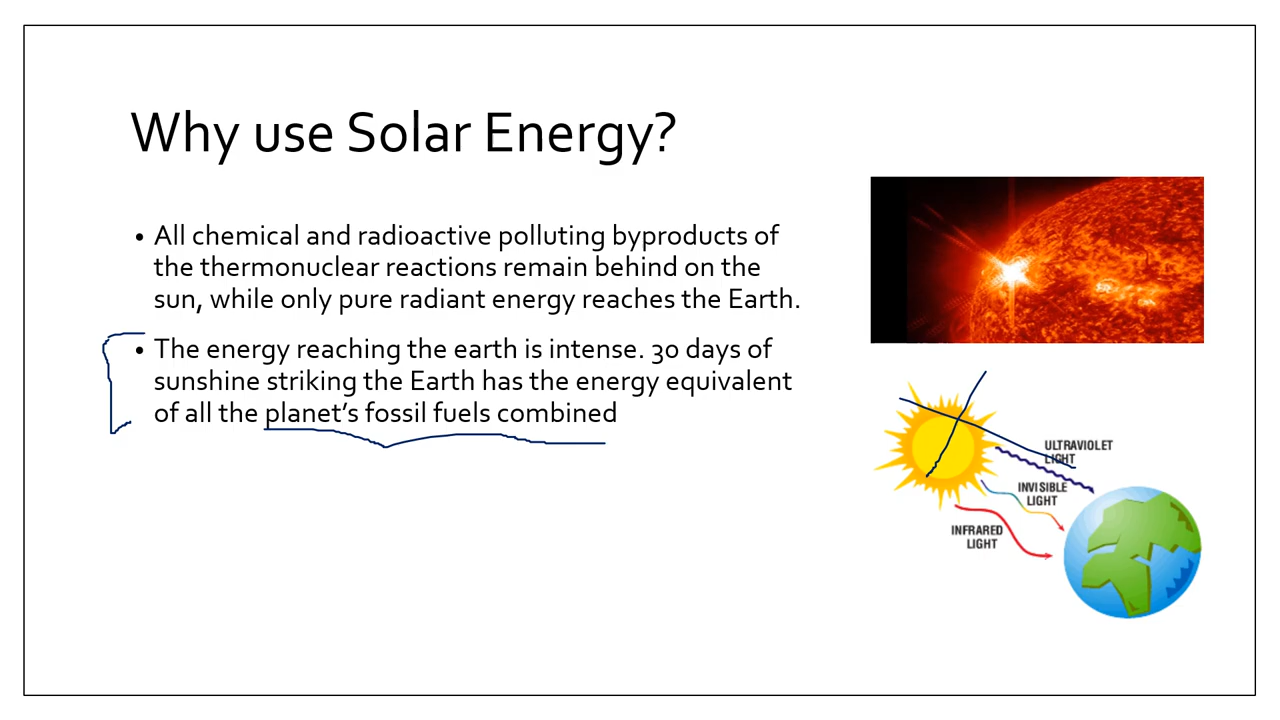 Why use Solar Energy?
• All chemical and radioactive polluting byproducts of
the thermonuclear reactions remain behind on the
sun, while only pure radiant energy reaches the Earth.
• The energy reaching the earth is intense. 30 days of
sunshine striking the Earth has the energy equivalent
of all the planet's fossil fuels combined
ULTRAVIOLET
LIGHT
INVISIBLE
LIGHT
INFRARED
LIGHT